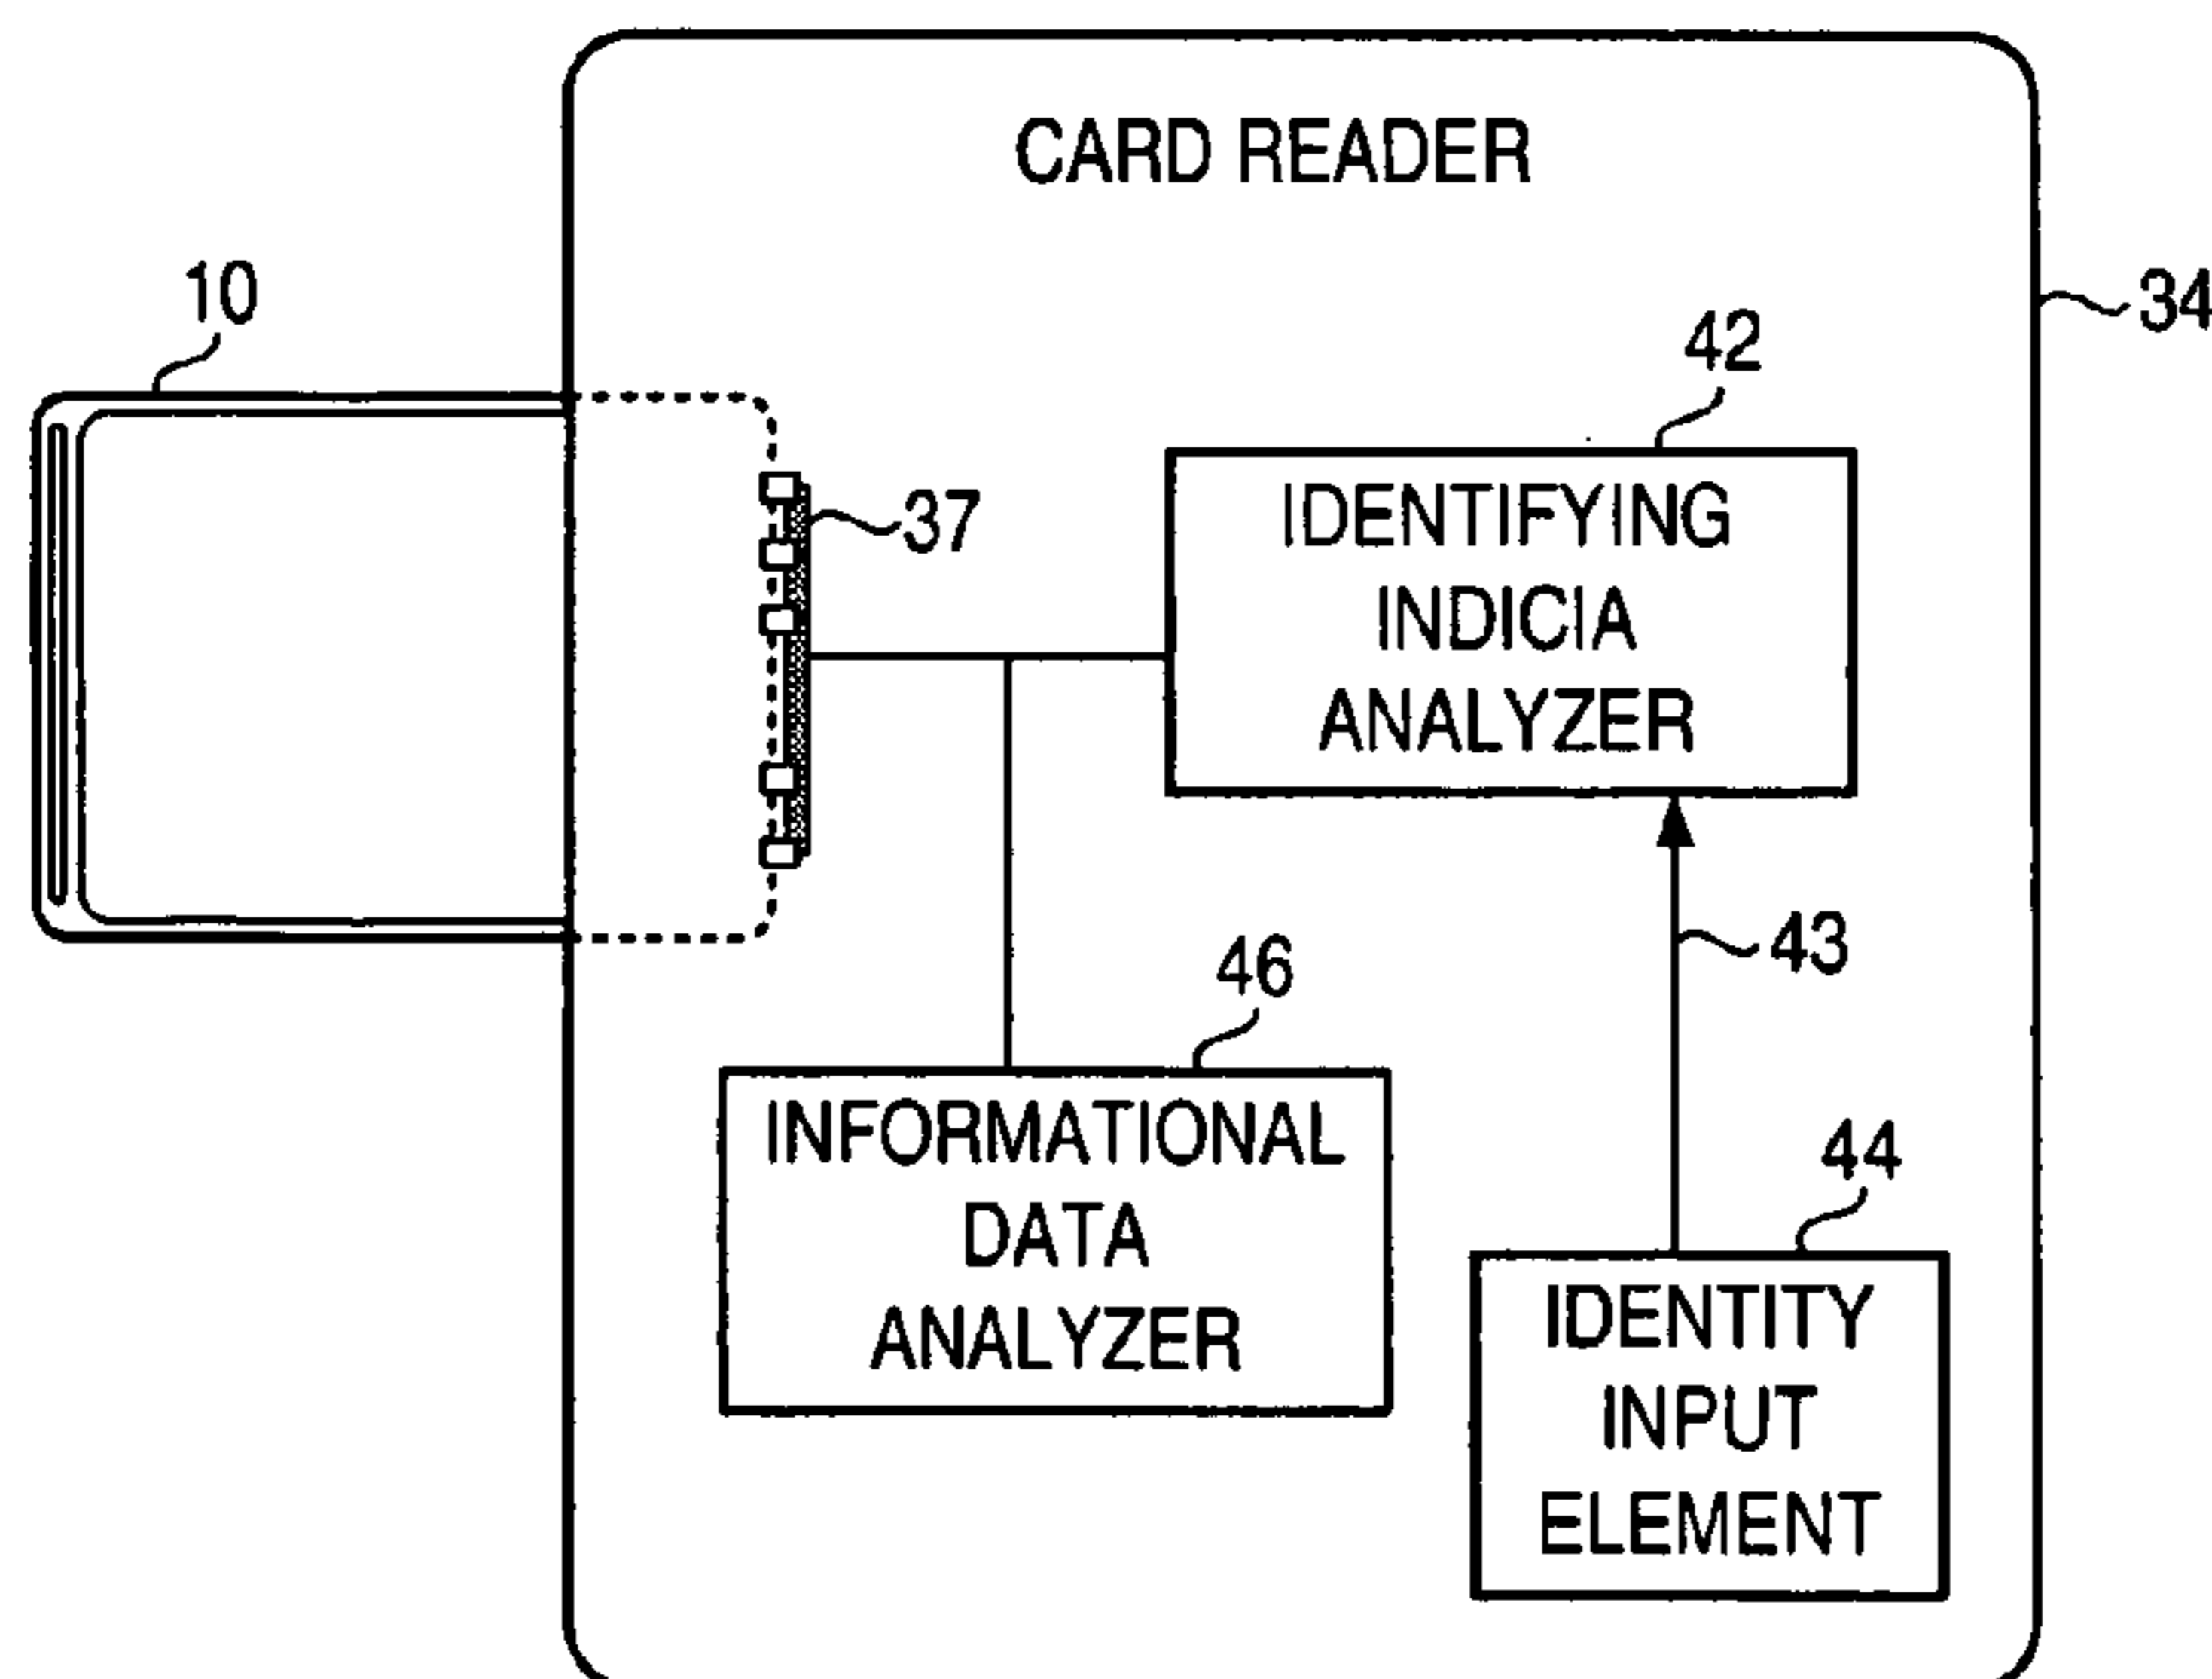 CARD READER
10
34
42
37
IDENTIFYING
INDICIA
ANALYZER
43
46
INFORMATIONAL
DATA
ANALYZER
44
IDENTITY
INPUT
ELEMENT